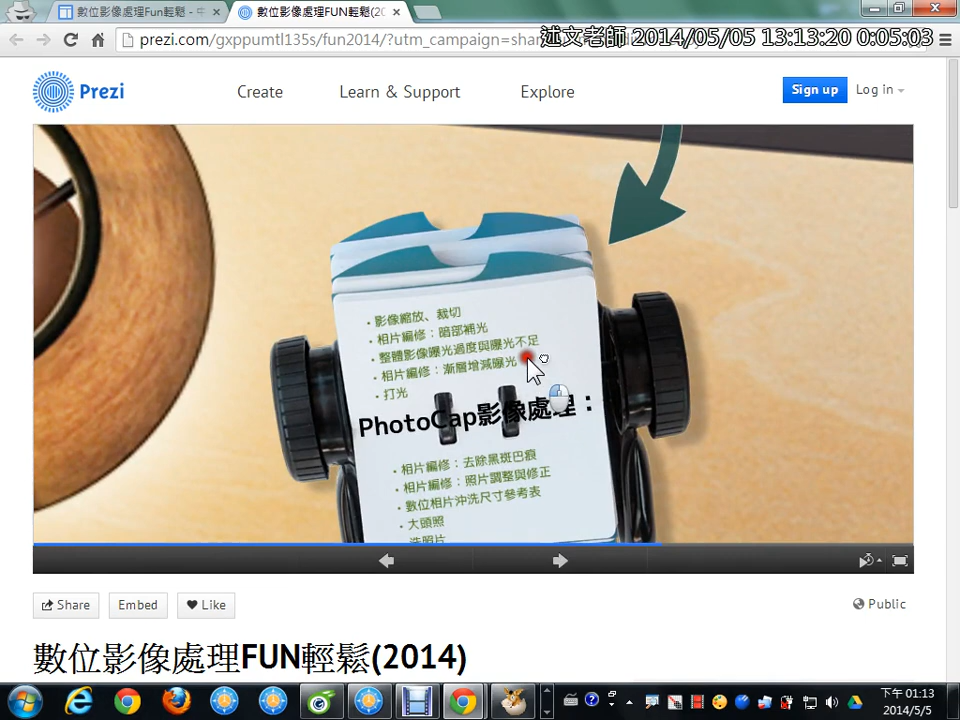 數位影像處理Fun輕鬆 - 中
數位影像處理FUN輕鬆(20
prezi.com/gxppumtl135s/fun2014/?utm_campaign=shar
述文老師 2014/05/05 13:13:20 0:05:03
Prezi
Create
Learn & Support
Explore
Sign up
Log in
• 影像縮放、裁切
• 相片編修：暗部補光
• 整體影像曝光過度與曝光不足
• 相片編修：漸層增減曝光
• 打光
PhotoCap影像處理：
• 相片編修：去除黑斑巴痕
• 相片編修：照片調整與修正
• 數位相片沖洗尺寸參考表
• 大頭照
洗照片
Share
Embed
Like
Public
數位影像處理FUN輕鬆(2014)
下午 01:13
2014/5/5